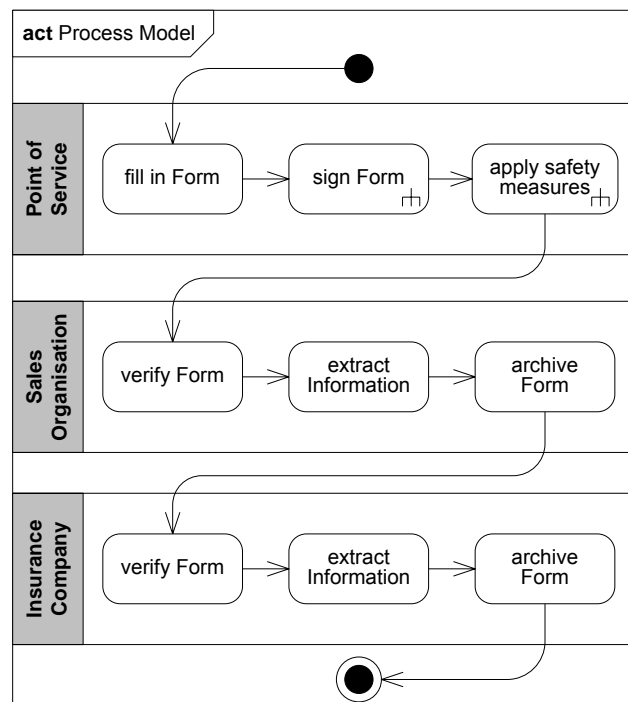 act Process Model
Point of
Service
fill in Form
sign Form
apply safety
measures
Sales
Organisation
verify Form
extract
Information
archive
Form
Insurance
Company
verify Form
extract
Information
archive
Form